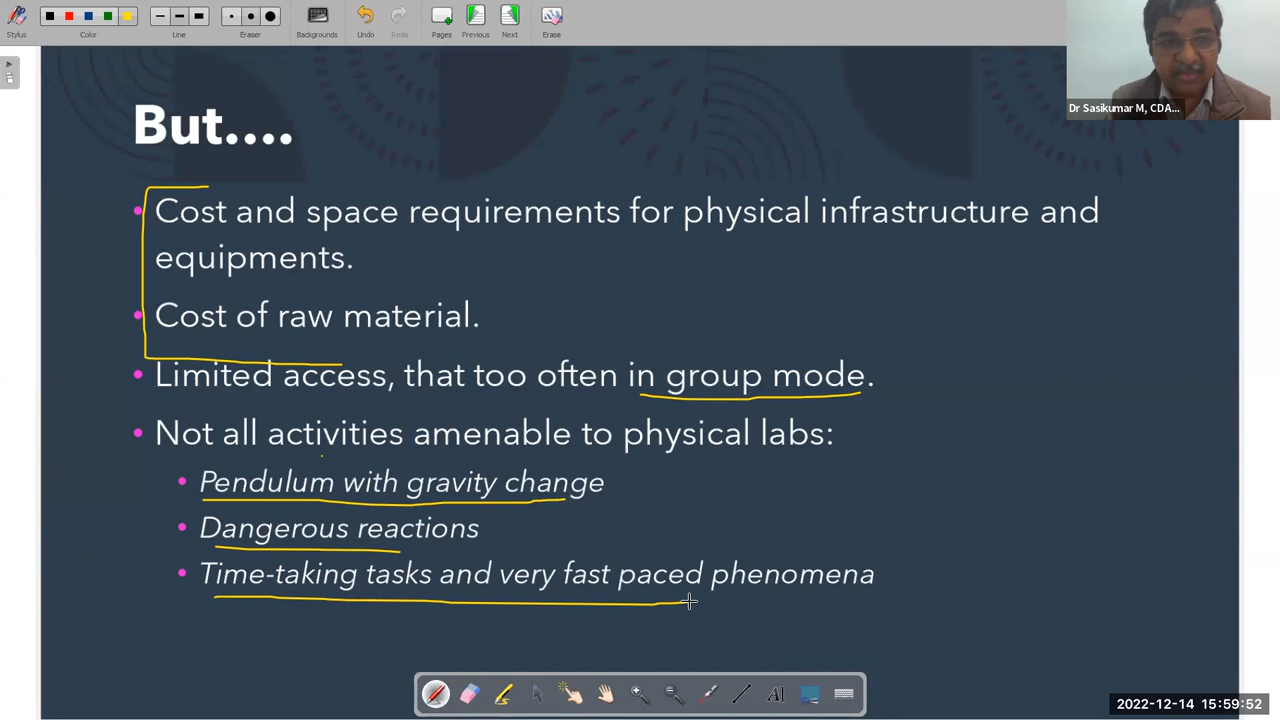 Stylus
Color
Line
Eraser
Backgrounds
Undo
Redo
Pages
Previous
Next
Erase
Dr Sasikumar M, CDA...
But....
Cost and space requirements for physical infrastructure and
equipments.
Cost of raw material.
Limited access, that too often in group mode.
Not all activities amenable to physical labs:
Pendulum with gravity change
Dangerous reactions
Time-taking tasks and very fast paced phenomena
AI
2022-12-14 15:59:52